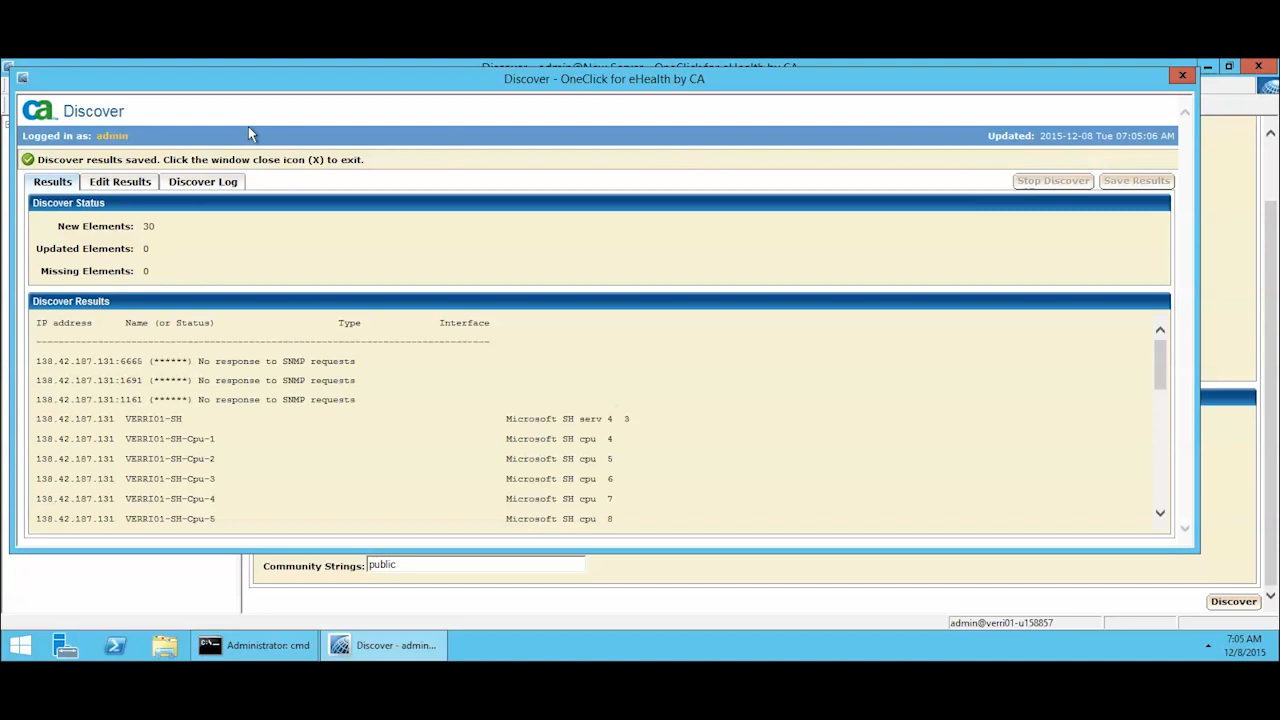 Discover - OneClick for eHealth by CA
ca Discover
Logged in as: admin
Updated: 2015-12-08 Tue 07:05:06 AM
Discover results saved. Click the window close icon (X) to exit.
Results Edit Results Discover Log Stop Discover Save Results
Discover Status
New Elements: 30
Updated Elements: 0
Missing Elements: 0
Discover Results
IP address Name (or Status) Type Interface
138.42.187.131:6665 (******) No response to SNMP requests
138.42.187.131:1691 (******) No response to SNMP requests
138.42.187.131:1161 (******) No response to SNMP requests
138.42.187.131 VERRI01-SH Microsoft SH serv 4 3
138.42.187.131 VERRI01-SH-Cpu-1 Microsoft SH cpu 4
138.42.187.131 VERRI01-SH-Cpu-2 Microsoft SH cpu 5
138.42.187.131 VERRI01-SH-Cpu-3 Microsoft SH cpu 6
138.42.187.131 VERRI01-SH-Cpu-4 Microsoft SH cpu 7
138.42.187.131 VERRI01-SH-Cpu-5 Microsoft SH cpu 8
Community Strings: public
Discover
admin@verri01-u158857
Administrator: cmd
Discover - admin...
7:05 AM
12/8/2015